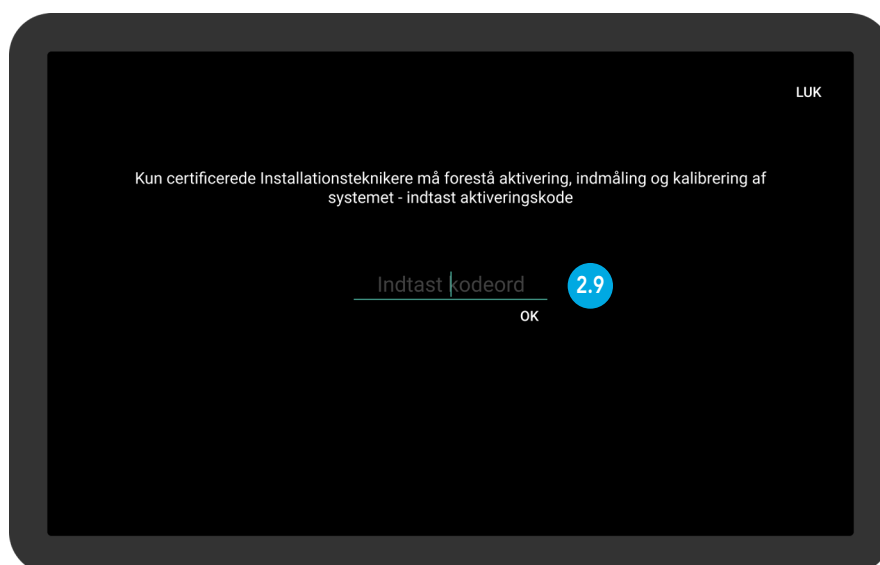 LUK
Kun certificerede Installationsteknikere må forestå aktivering, indmåling og kalibrering af
systemet - indtast aktiveringskode
Indtast kodeord
2.9
OK